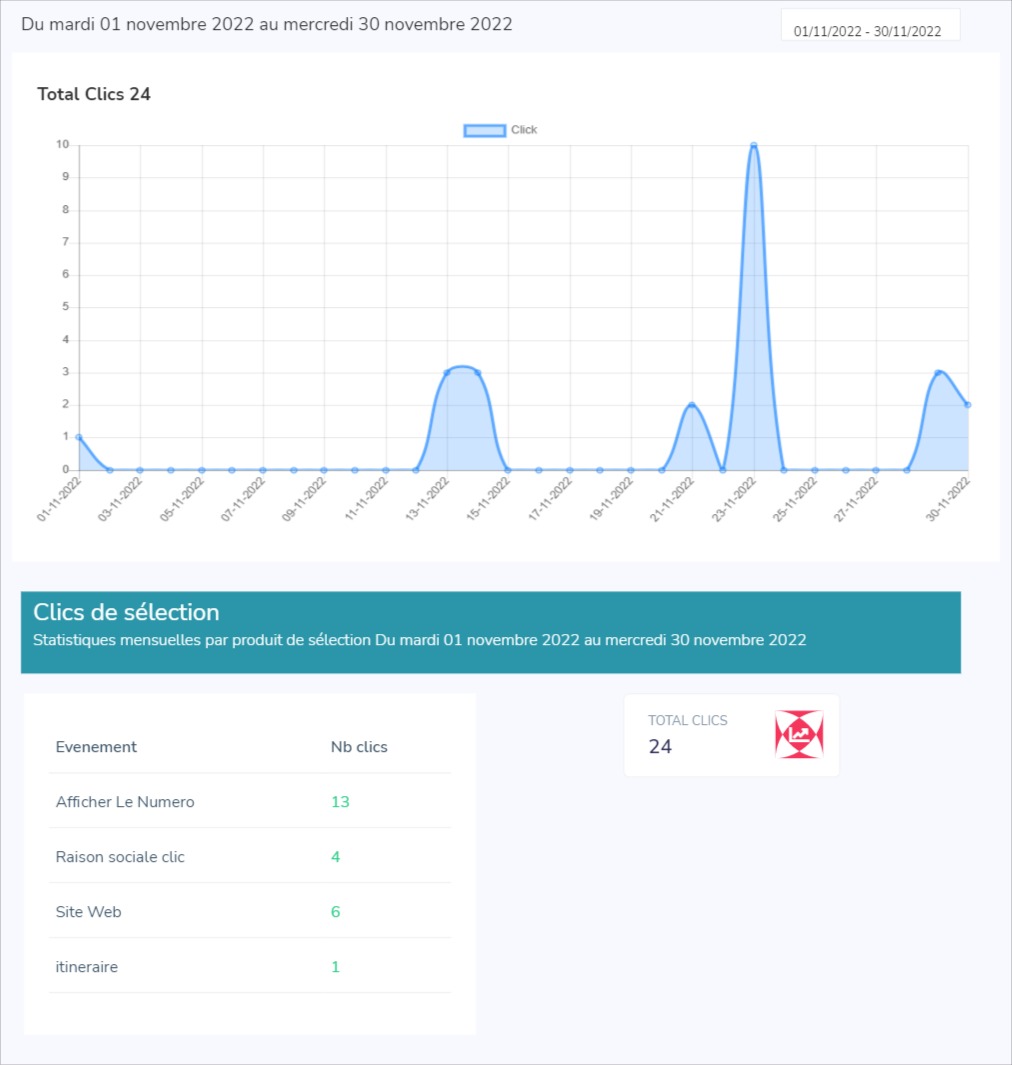 Du mardi 01 novembre 2022 au mercredi 30 novembre 2022
01/11/2022 - 30/11/2022
Total Clics 24
Click
10
9
8
7
6
5
4
3
2
1
0
01-11-2022
03-11-2022
05-11-2022
07-11-2022
09-11-2022
11-11-2022
13-11-2022
15-11-2022
17-11-2022
19-11-2022
21-11-2022
23-11-2022
25-11-2022
27-11-2022
30-11-2022
Clics de sélection
Statistiques mensuelles par produit de sélection Du mardi 01 novembre 2022 au mercredi 30 novembre 2022
Evenement Nb clics
Afficher Le Numero 13
Raison sociale clic 4
Site Web 6
itineraire 1
TOTAL CLICS
24